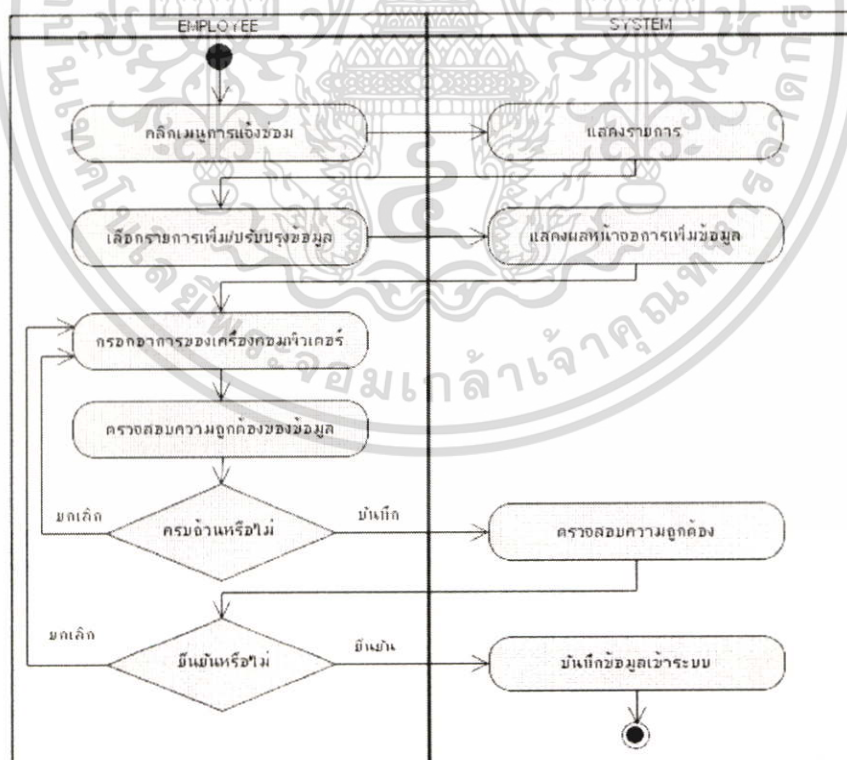 EMPLOYEE
SYSTEM
คลิกเมนูการแจ้งซ่อม
แสดงรายการ
เลือกรายการเพิ่ม/ปรับปรุงข้อมูล
แสดงผลหน้าจอการเพิ่มข้อมูล
กรอกอาการของเครื่องคอมพิวเตอร์
ตรวจสอบความถูกต้องของข้อมูล
ยกเลิก
ครบถ้วนหรือไม่
บันทึก
ตรวจสอบความถูกต้อง
ยกเลิก
ยืนยันหรือไม่
ยืนยัน
บันทึกข้อมูลเข้าระบบ